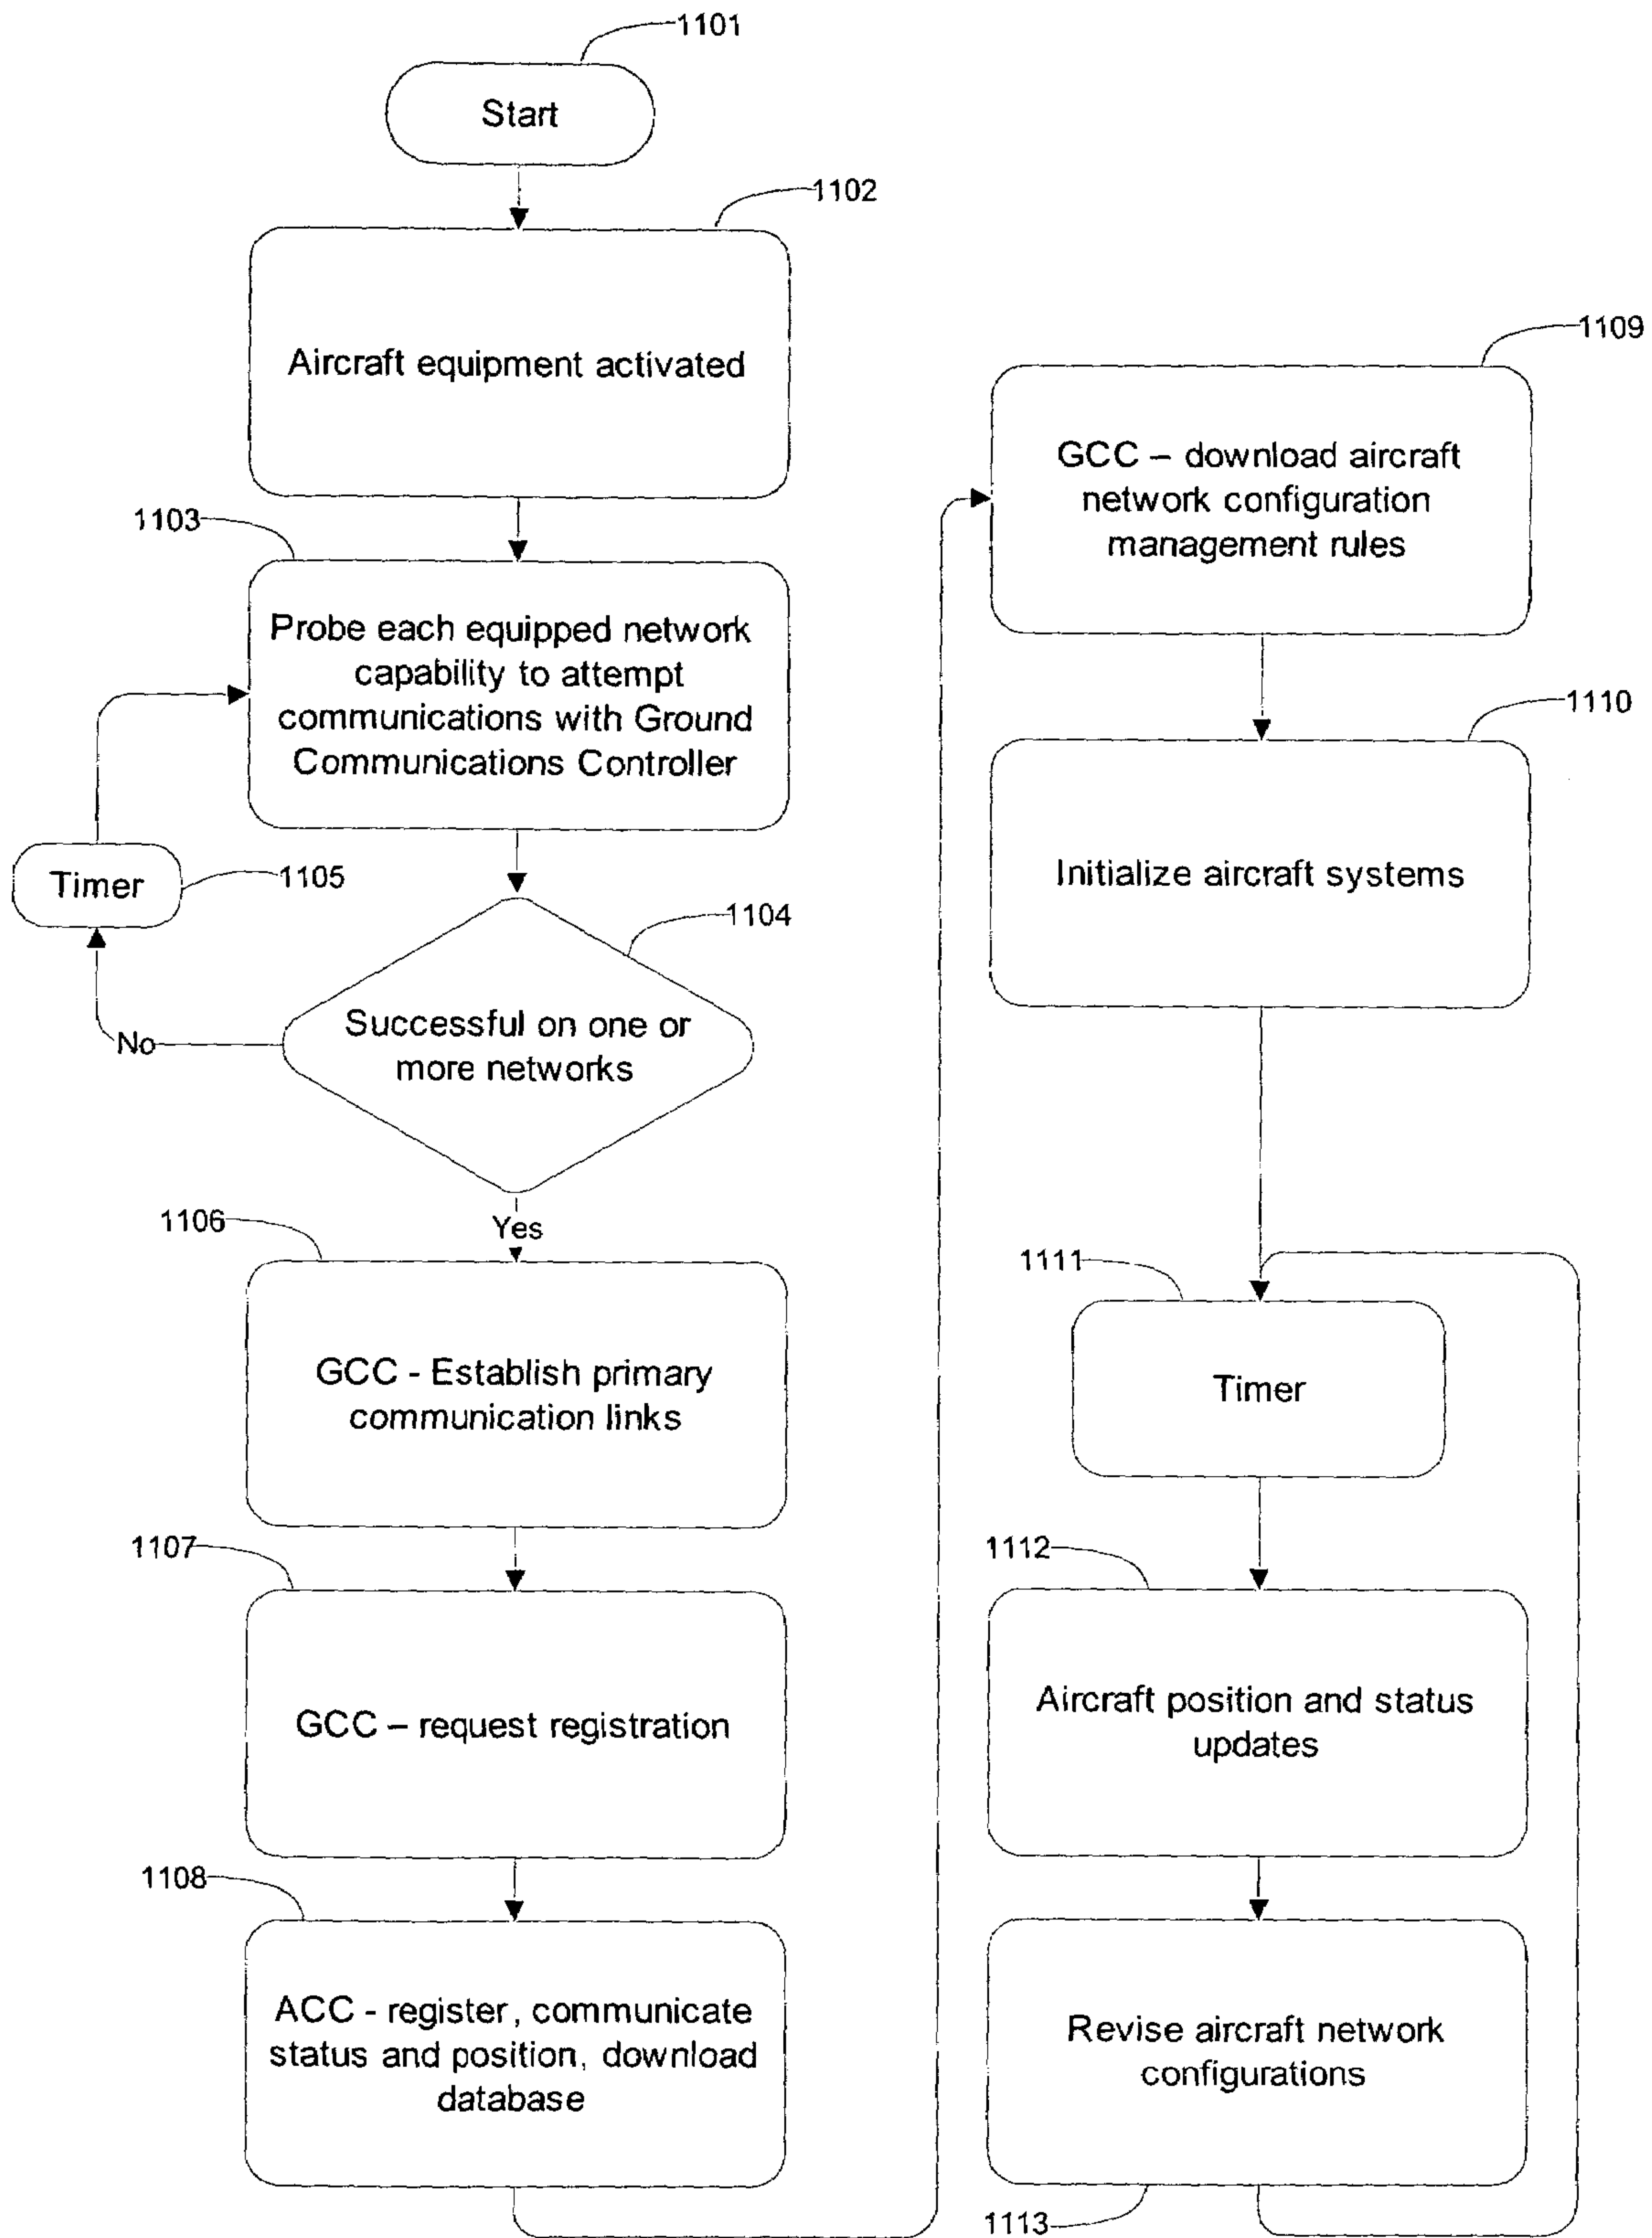 1101
Start
1102
Aircraft equipment activated
1103
Probe each equipped network
capability to attempt
communications with Ground
Communications Controller
Timer
1105
1104
Successful on one or
more networks
No
Yes
1106
GCC - Establish primary
communication links
1107
GCC – request registration
1108
ACC - register, communicate
status and position, download
database
1109
GCC – download aircraft
network configuration
management rules
1110
Initialize aircraft systems
1111
Timer
1112
Aircraft position and status
updates
Revise aircraft network
configurations
1113